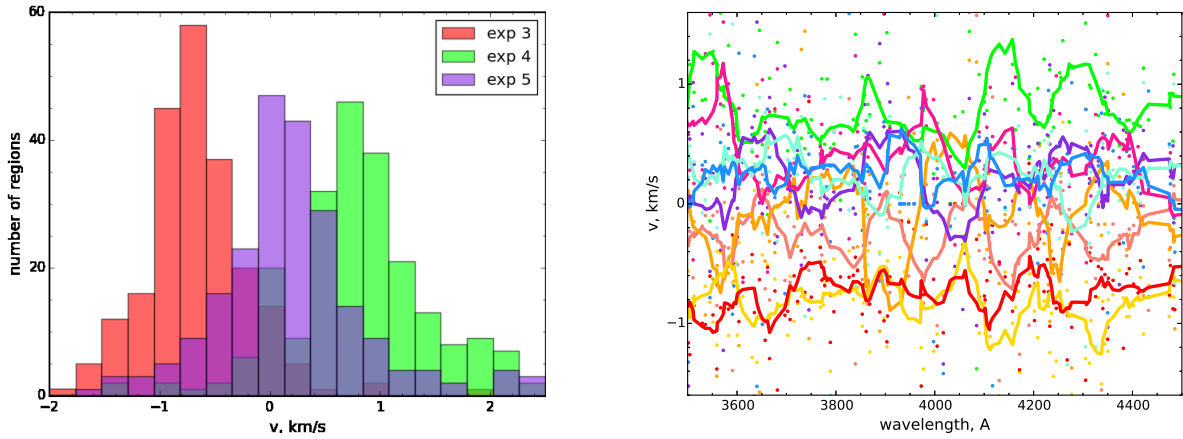 60
40
20
0
number of regions
−2
−1
0
1
2
v, km/s
exp 3
exp 4
exp 5
1
0
−1
v, km/s
3600
3800
4000
4200
4400
wavelength, A